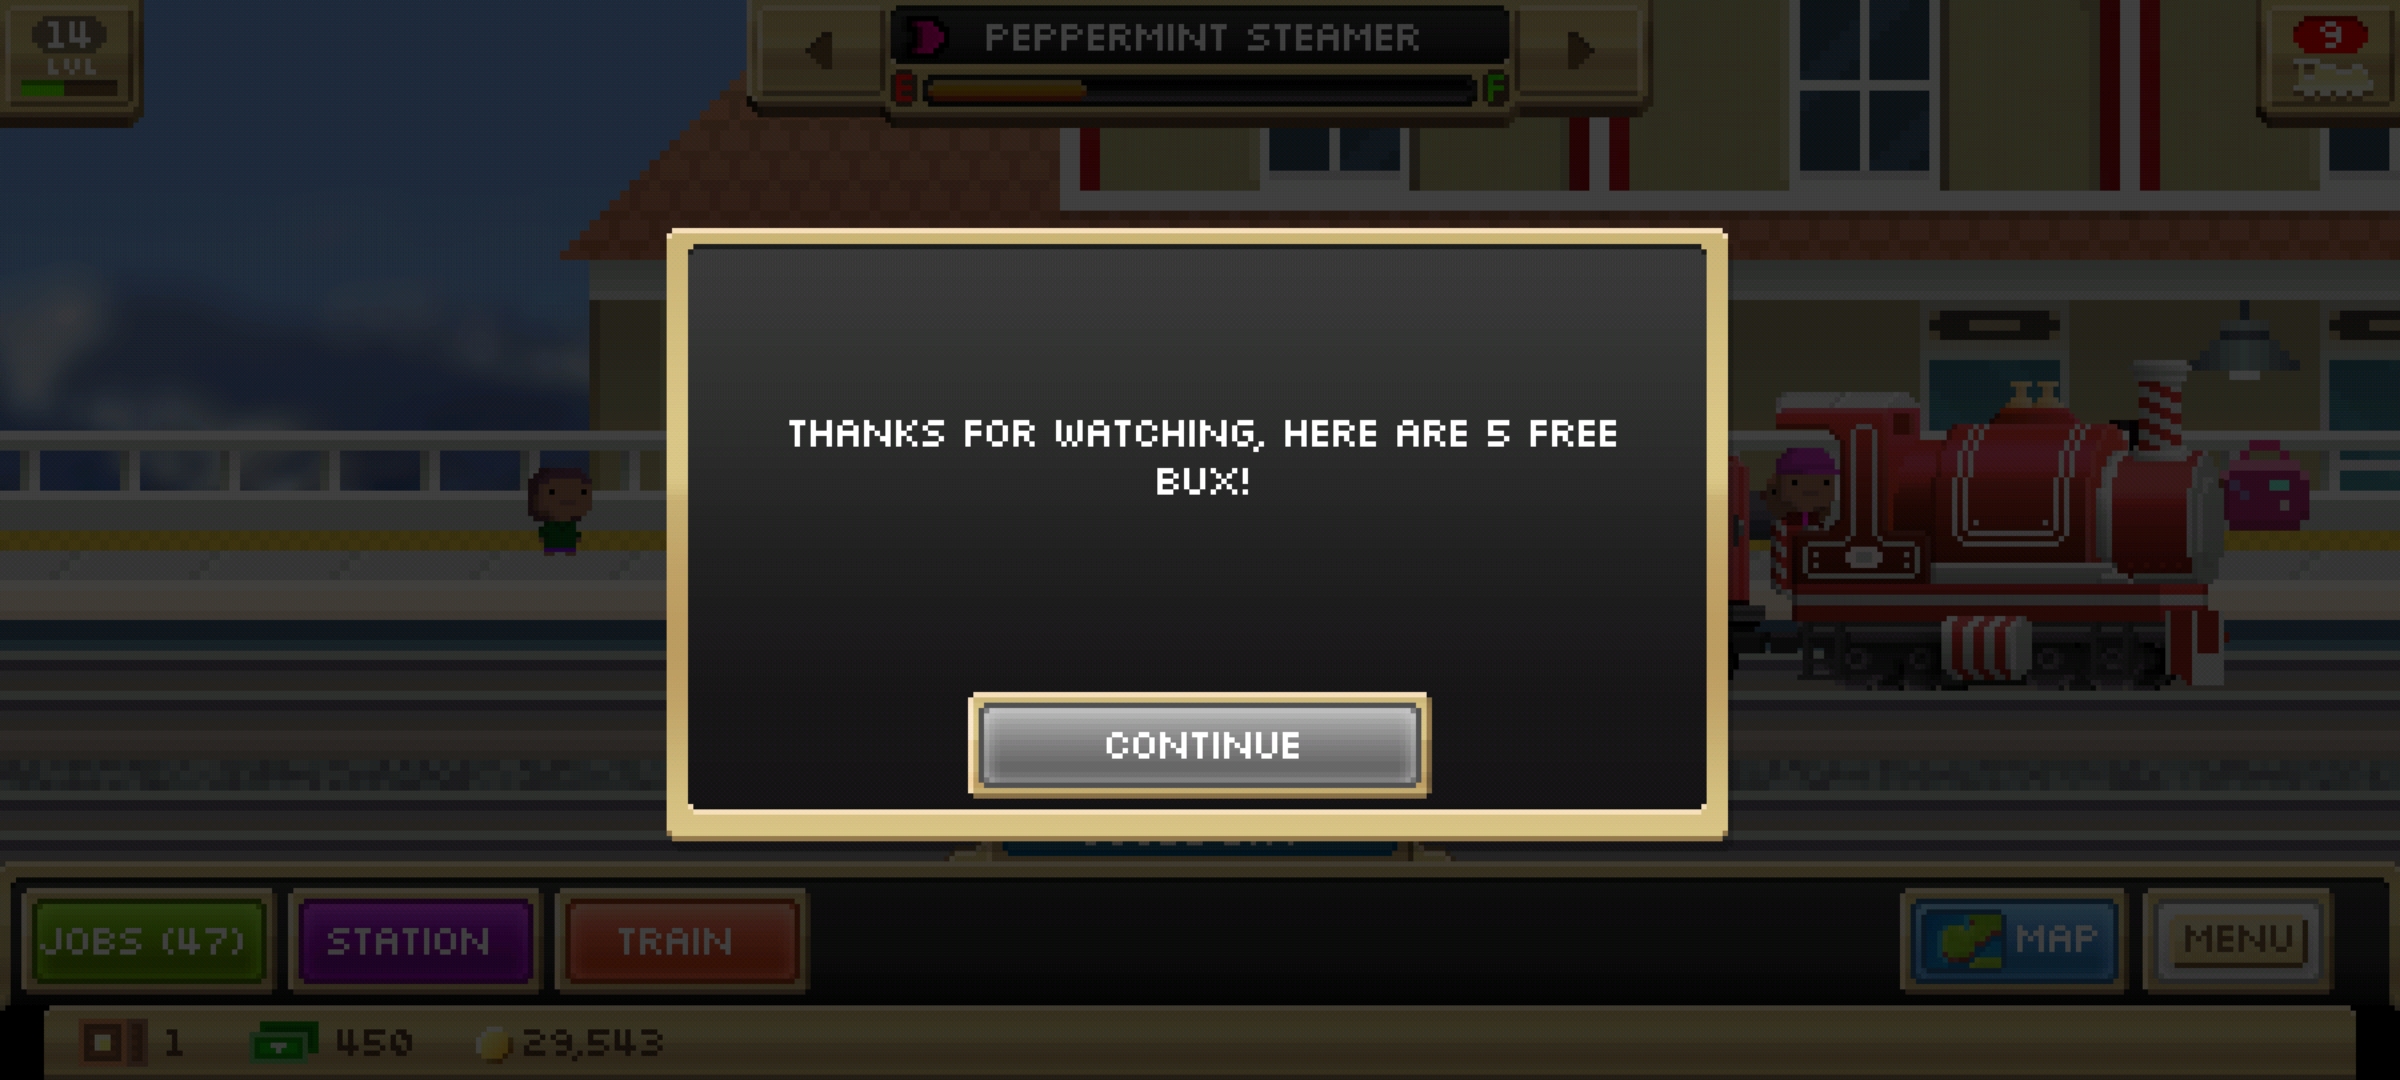 14
LVL
PEPPERMINT STEAMER
E
F
9
THANKS FOR WATCHING, HERE ARE 5 FREE
BUX!
CONTINUE
JOBS (47)
STATION
TRAIN
MAP
MENU
1
450
29,543